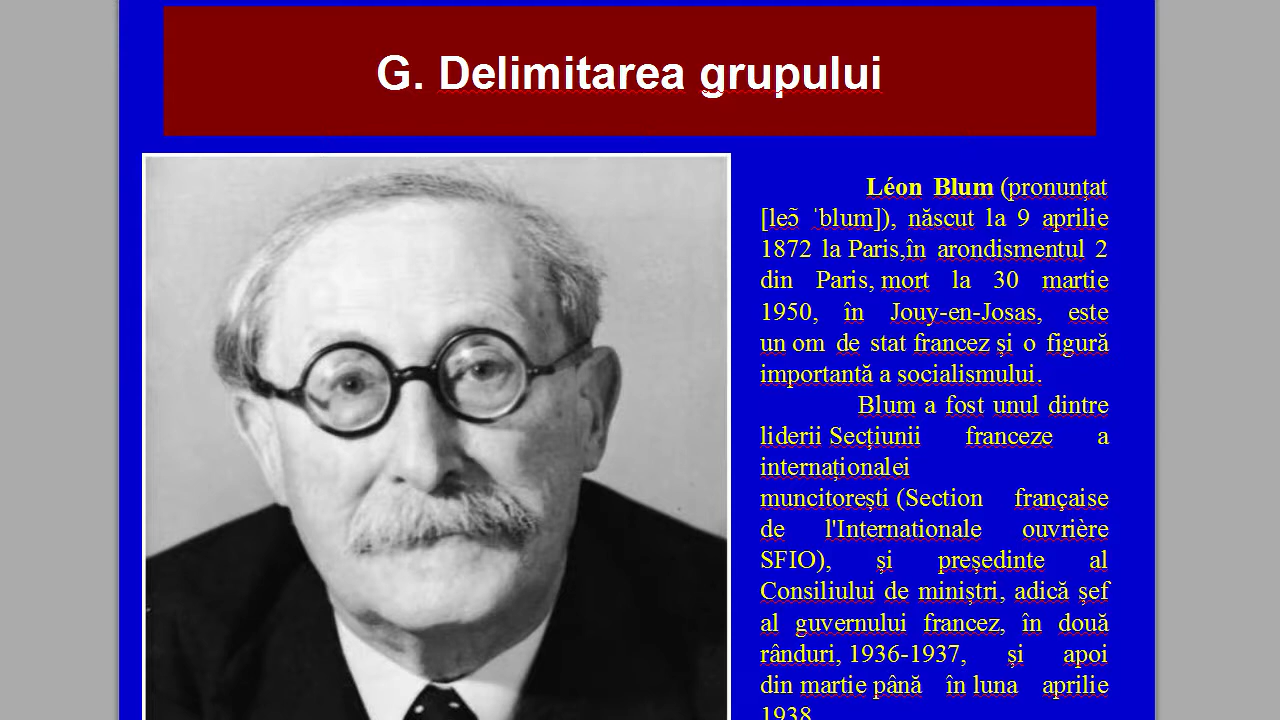 G. Delimitarea grupului
Léon Blum (pronunțat
[leɔ̃ ˈblum]), născut la 9 aprilie
1872 la Paris,în arondismentul 2
din Paris, mort la 30 martie
1950, în Jouy-en-Josas, este
un om de stat francez și o figură
importantă a socialismului.
Blum a fost unul dintre
liderii Secțiunii franceze a
internaționalei
muncitorești (Section française
de l'Internationale ouvrière
SFIO), și președinte al
Consiliului de miniștri, adică șef
al guvernului francez, în două
rânduri, 1936-1937, și apoi
din martie până în luna aprilie
1938